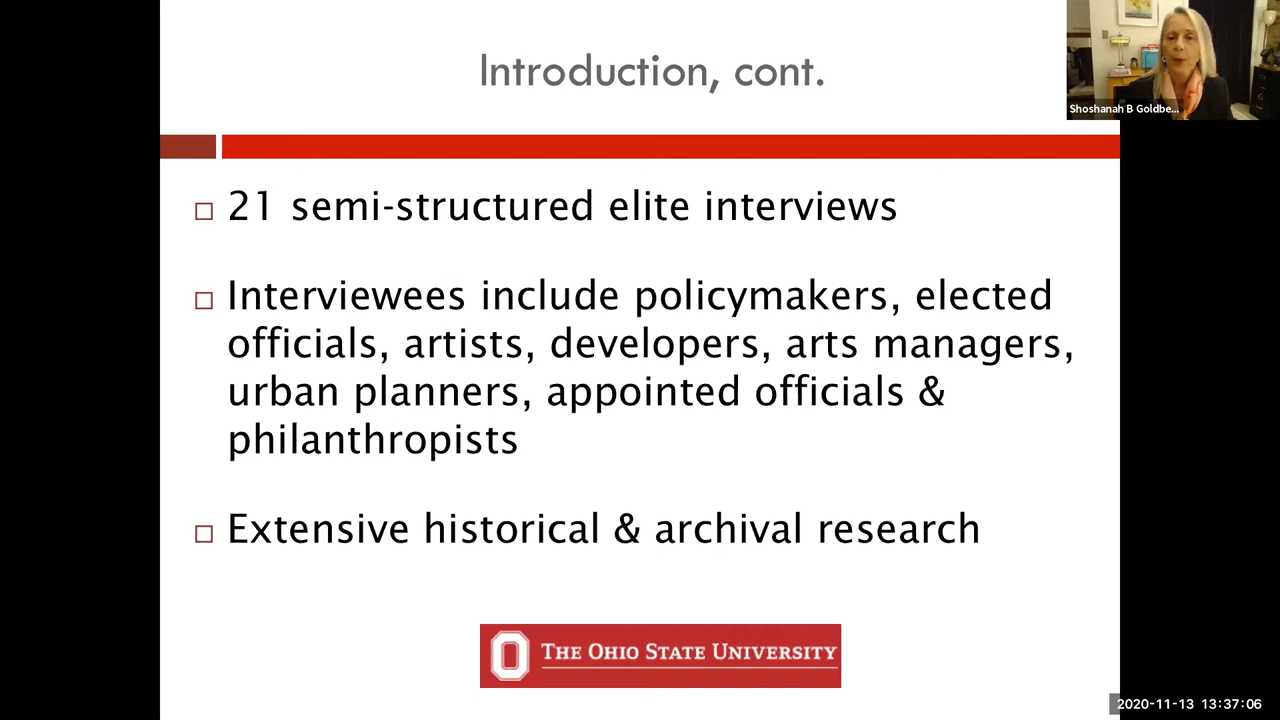 Introduction, cont.
Shoshanah B Goldbe...
21 semi-structured elite interviews
Interviewees include policymakers, elected
officials, artists, developers, arts managers,
urban planners, appointed officials &
philanthropists
Extensive historical & archival research
THE OHIO STATE UNIVERSITY
2020-11-13 13:37:06